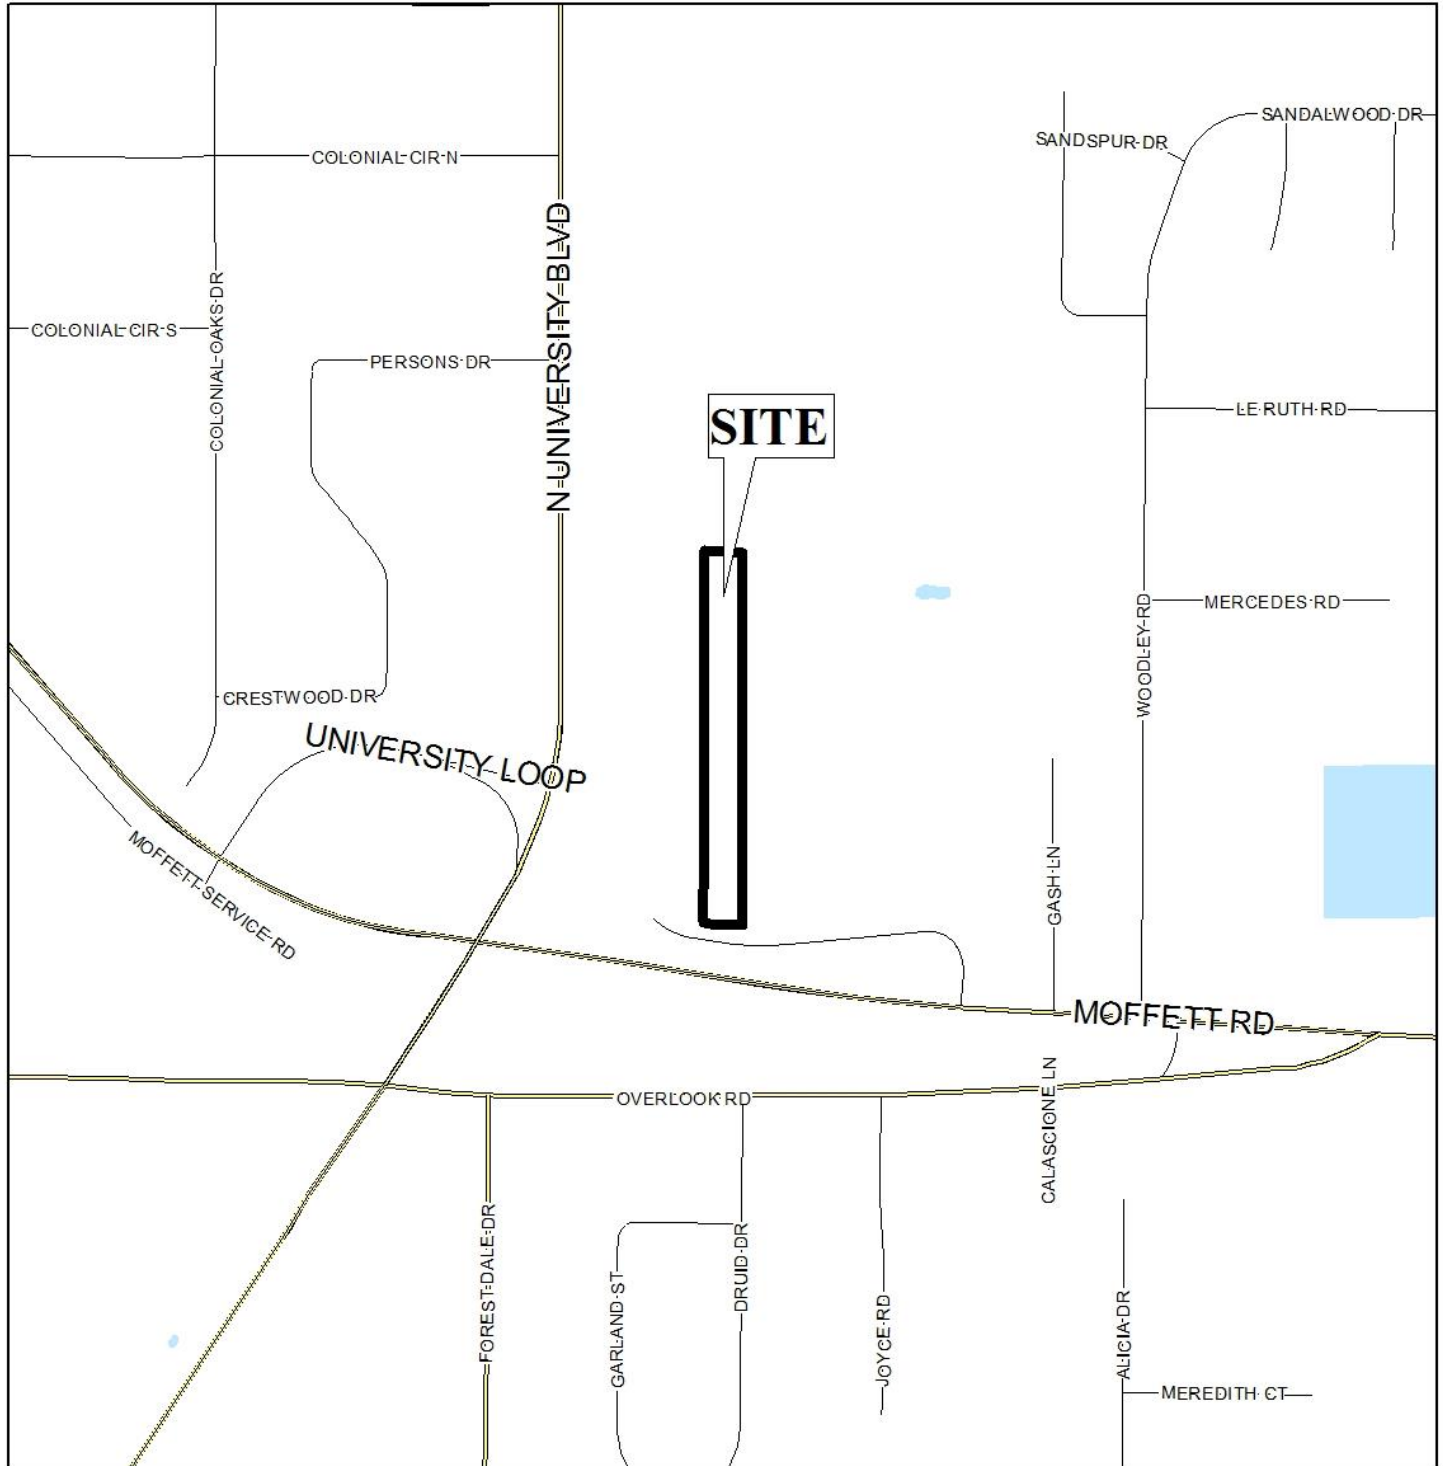 SANDALWOOD DR
SANDSPUR DR
COLONIAL CIR N
N UNIVERSITY BLVD
COLONIAL OAKS DR
COLONIAL CIR S
PERSONS DR
SITE
LE RUTH RD
MERCEDES RD
WOODLEY RD
CRESTWOOD DR
UNIVERSITY LOOP
MOFFETT SERVICE RD
GASH LN
MOFFETT RD
OVERLOOK RD
CALASCIONE LN
FOREST DALE DR
GARLAND ST
DRUID DR
JOYCE RD
ALICIA DR
MEREDITH CT